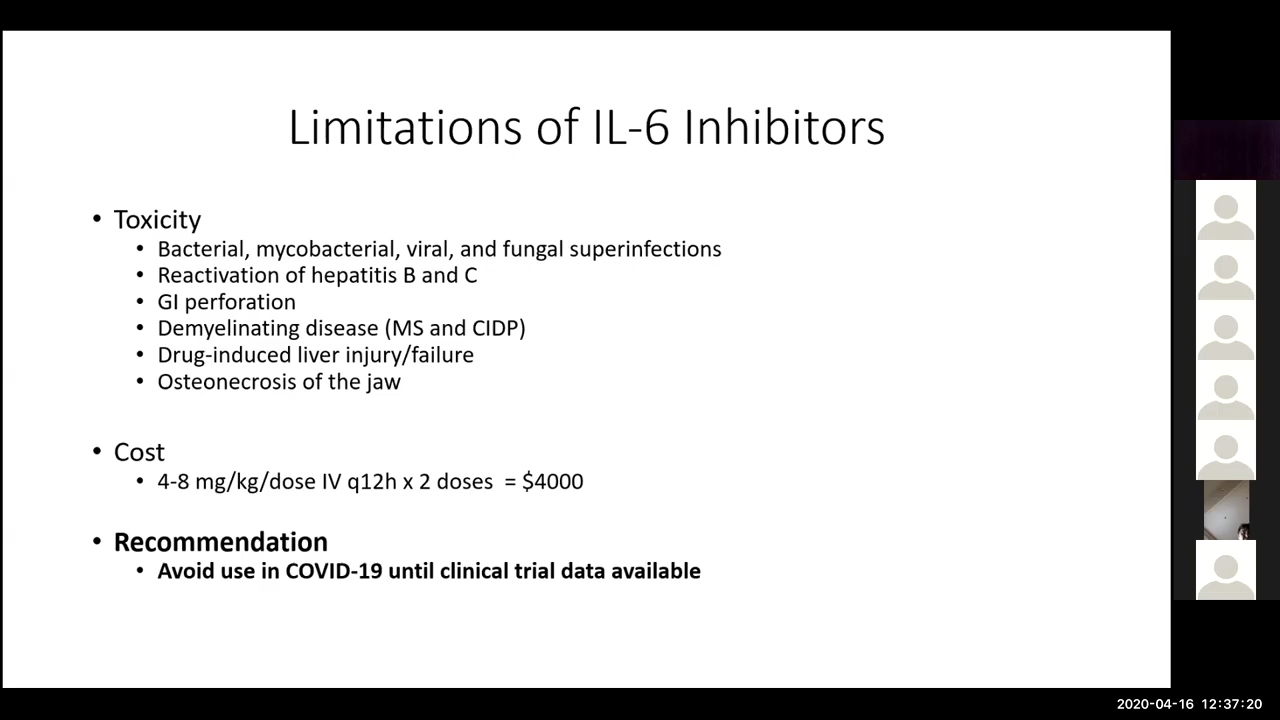 Limitations of IL-6 Inhibitors
• Toxicity
• Bacterial, mycobacterial, viral, and fungal superinfections
• Reactivation of hepatitis B and C
• GI perforation
• Demyelinating disease (MS and CIDP)
• Drug-induced liver injury/failure
• Osteonecrosis of the jaw
• Cost
• 4-8 mg/kg/dose IV q12h x 2 doses = $4000
• Recommendation
• Avoid use in COVID-19 until clinical trial data available
2020-04-16 12:37:20